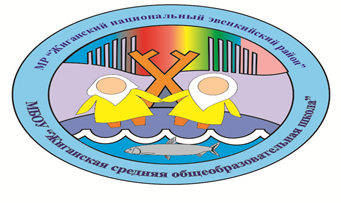 МР "Жиганский национальный эвенкийский район"
МБОУ "Жиганская средняя общеобразовательная школа"